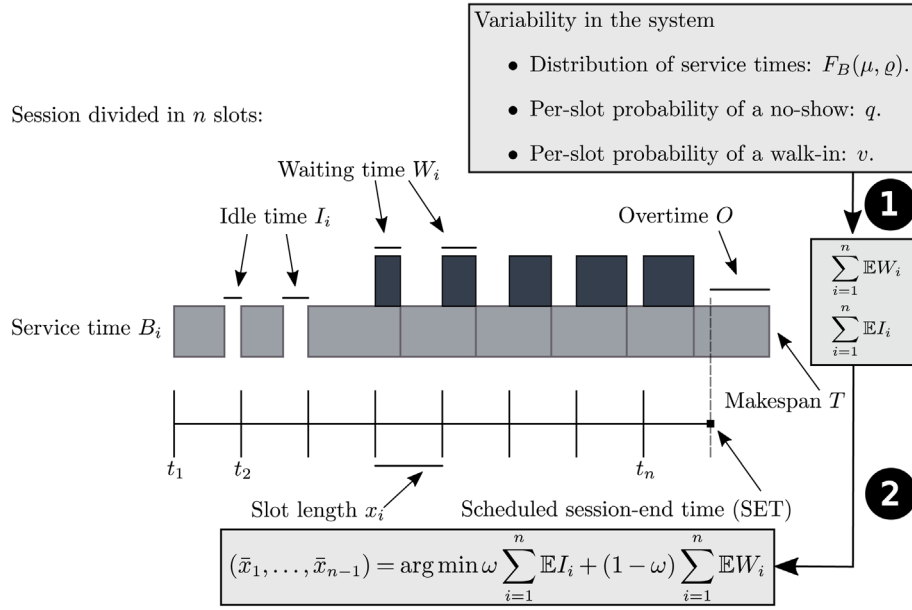 Variability in the system
• Distribution of service times: F_B(μ, ϱ).
• Per-slot probability of a no-show: q.
• Per-slot probability of a walk-in: v.
Session divided in n slots:
Waiting time W_i
1
Idle time I_i
Overtime O
∑_{i=1}^{n} 𝔼W_i
∑_{i=1}^{n} 𝔼I_i
Service time B_i
Makespan T
t_1 t_2 t_n
2
Slot length x_i
Scheduled session-end time (SET)
(x̄_1, …, x̄_{n−1}) = arg min ω ∑_{i=1}^{n} 𝔼I_i + (1 − ω) ∑_{i=1}^{n} 𝔼W_i